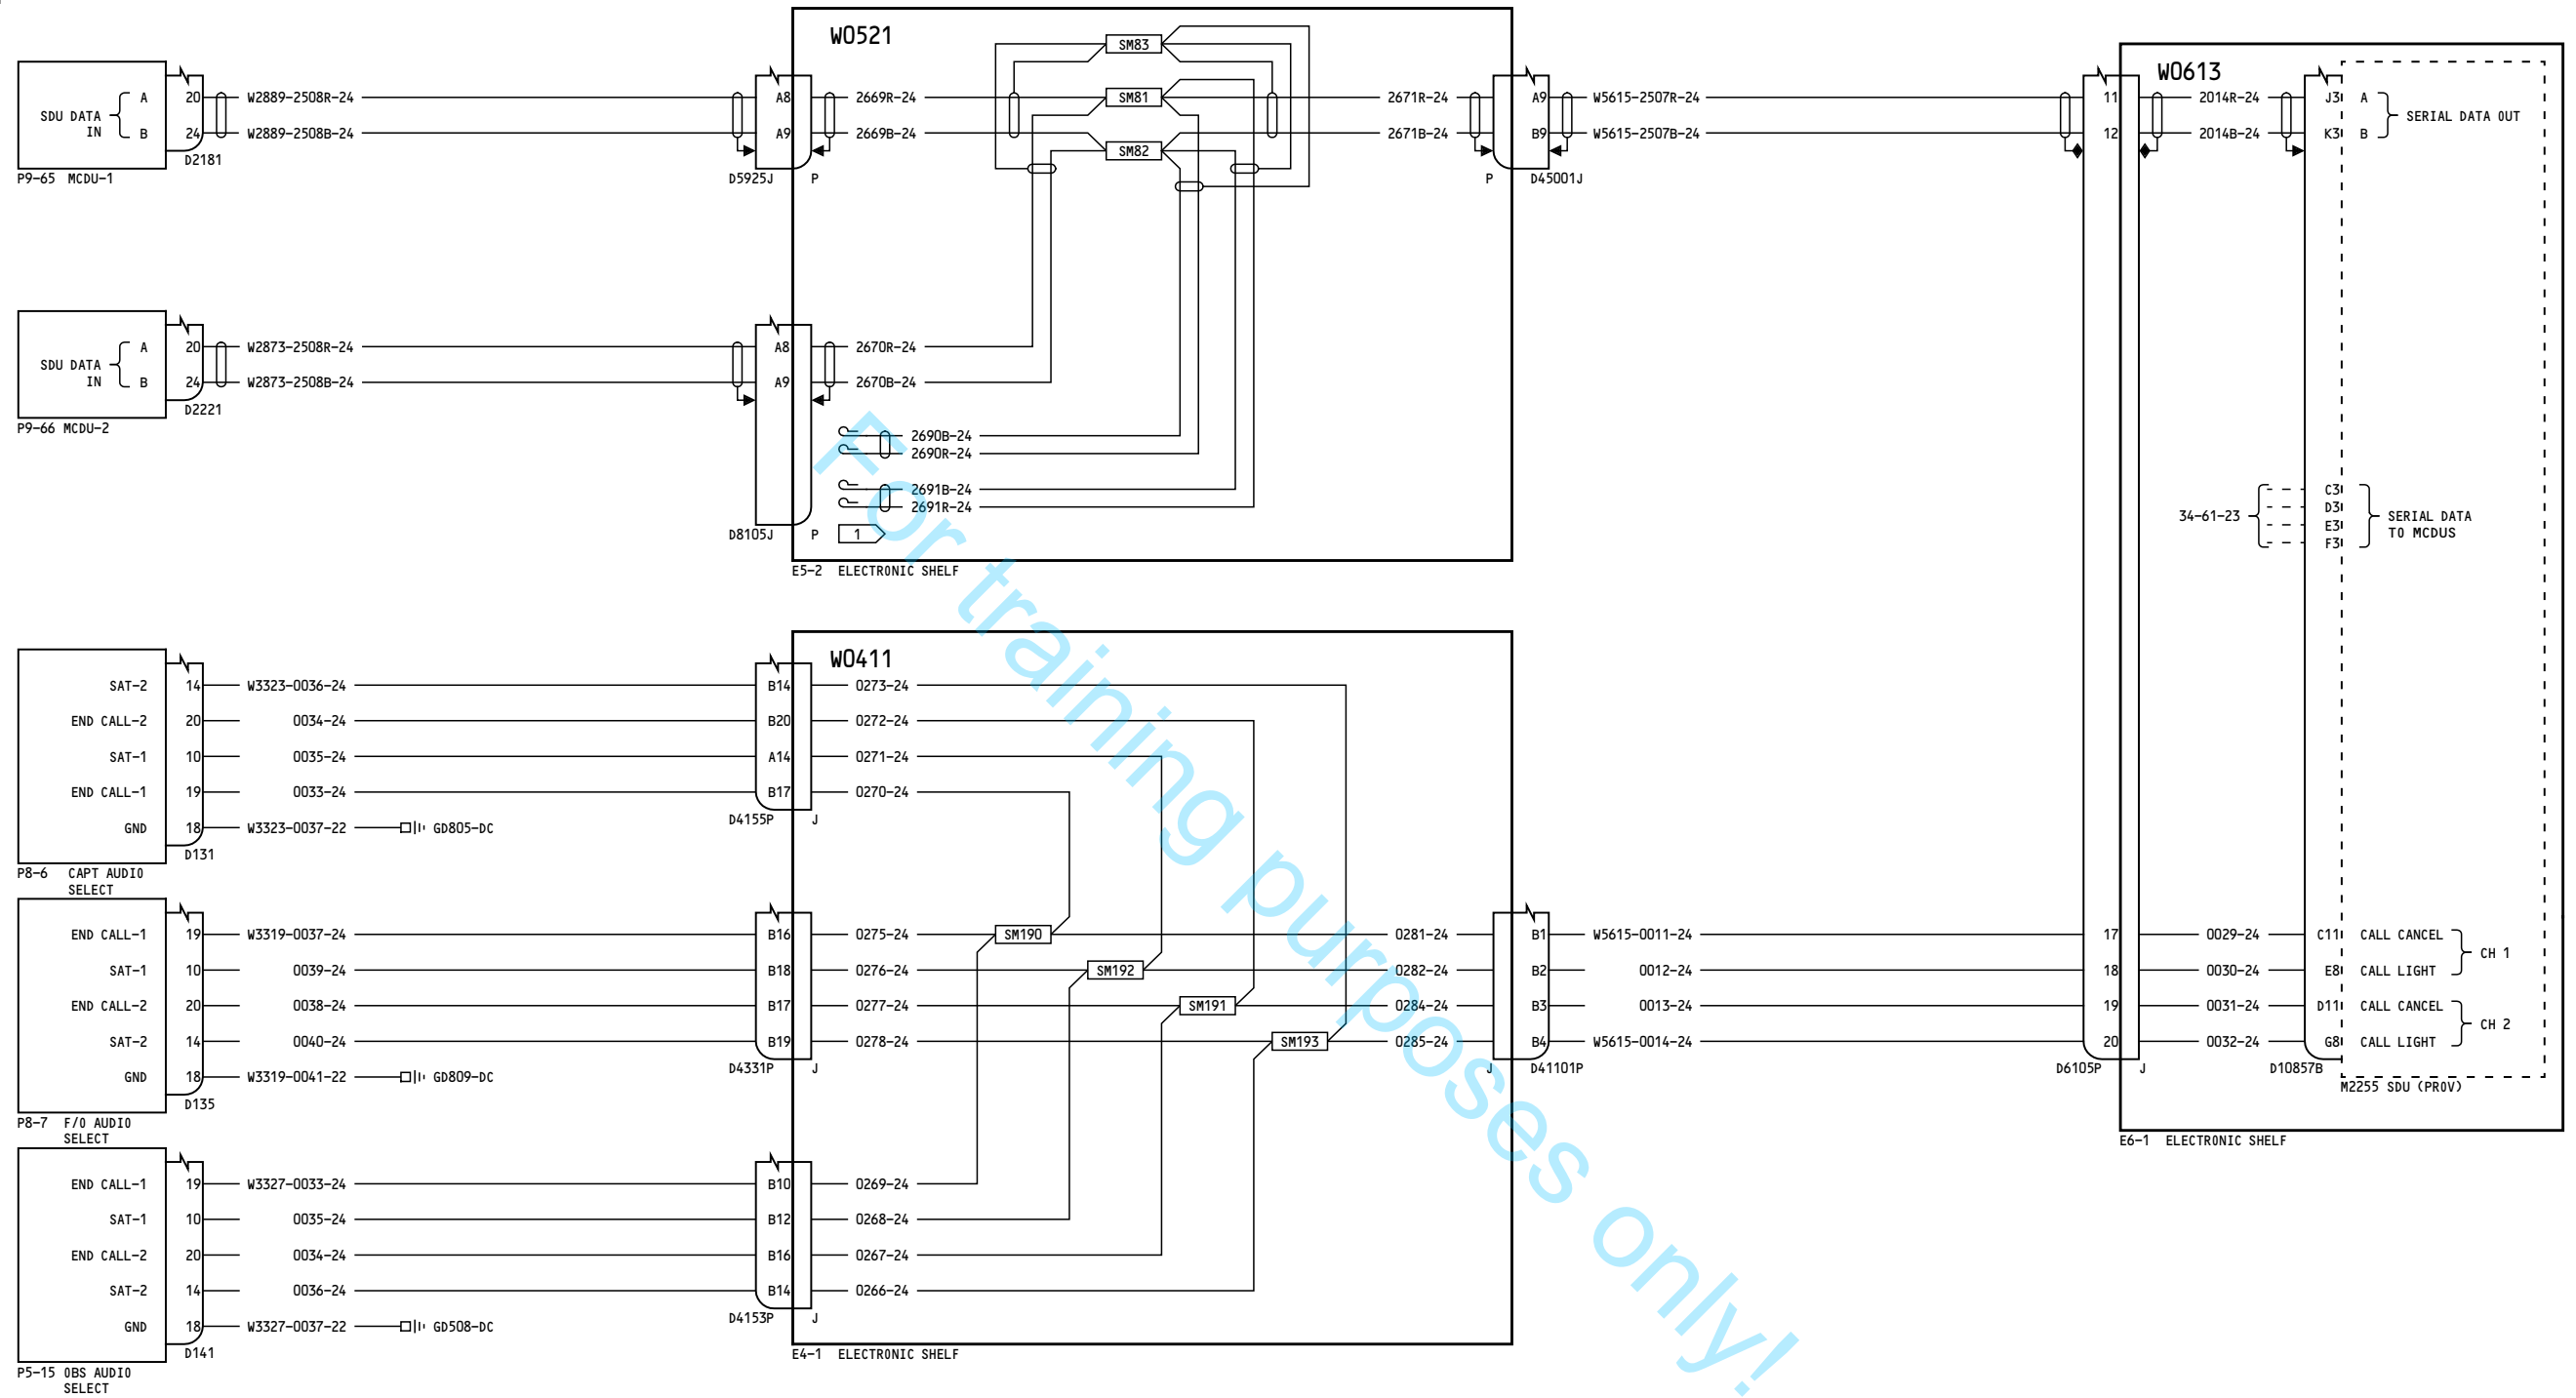 W0521
SM83
SM81
SM82
SDU DATA IN
A
B
20
24
W2889-2508R-24
W2889-2508B-24
D2181
P9-65 MCDU-1
A8
A9
D5925J
P
2669R-24
2669B-24
2671R-24
2671B-24
A9
B9
P
D45001J
W5615-2507R-24
W5615-2507B-24
11
12
W0613
2014R-24
2014B-24
J3
K3
A
B
SERIAL DATA OUT
SDU DATA IN
A
B
20
24
W2873-2508R-24
W2873-2508B-24
D2221
P9-66 MCDU-2
A8
A9
2670R-24
2670B-24
2690B-24
2690R-24
2691B-24
2691R-24
D8105J
P
1
E5-2 ELECTRONIC SHELF
34-61-23
C3
D3
E3
F3
SERIAL DATA
TO MCDUS
W0411
SAT-2 14 W3323-0036-24 B14 0273-24
END CALL-2 20 0034-24 B20 0272-24
SAT-1 10 0035-24 A14 0271-24
END CALL-1 19 0033-24 B17 0270-24
GND 18 W3323-0037-22 GD805-DC
D4155P J
D131
P8-6 CAPT AUDIO
SELECT
END CALL-1 19 W3319-0037-24 B16 0275-24 SM190 0281-24 B1 W5615-0011-24 17 0029-24 C11 CALL CANCEL
SAT-1 10 0039-24 B18 0276-24 SM192 0282-24 B2 0012-24 18 0030-24 E8 CALL LIGHT
CH 1
END CALL-2 20 0038-24 B17 0277-24 SM191 0284-24 B3 0013-24 19 0031-24 D11 CALL CANCEL
SAT-2 14 0040-24 B19 0278-24 SM193 0285-24 B4 W5615-0014-24 20 0032-24 G8 CALL LIGHT
CH 2
GND 18 W3319-0041-22 GD809-DC
D4331P J
J D41101P
D6105P J
D10857B
M2255 SDU (PROV)
D135
P8-7 F/O AUDIO
SELECT
E6-1 ELECTRONIC SHELF
END CALL-1 19 W3327-0033-24 B10 0269-24
SAT-1 10 0035-24 B12 0268-24
END CALL-2 20 0034-24 B16 0267-24
SAT-2 14 0036-24 B14 0266-24
GND 18 W3327-0037-22 GD508-DC
D4153P J
D141
E4-1 ELECTRONIC SHELF
P5-15 OBS AUDIO
SELECT
For training purposes only!